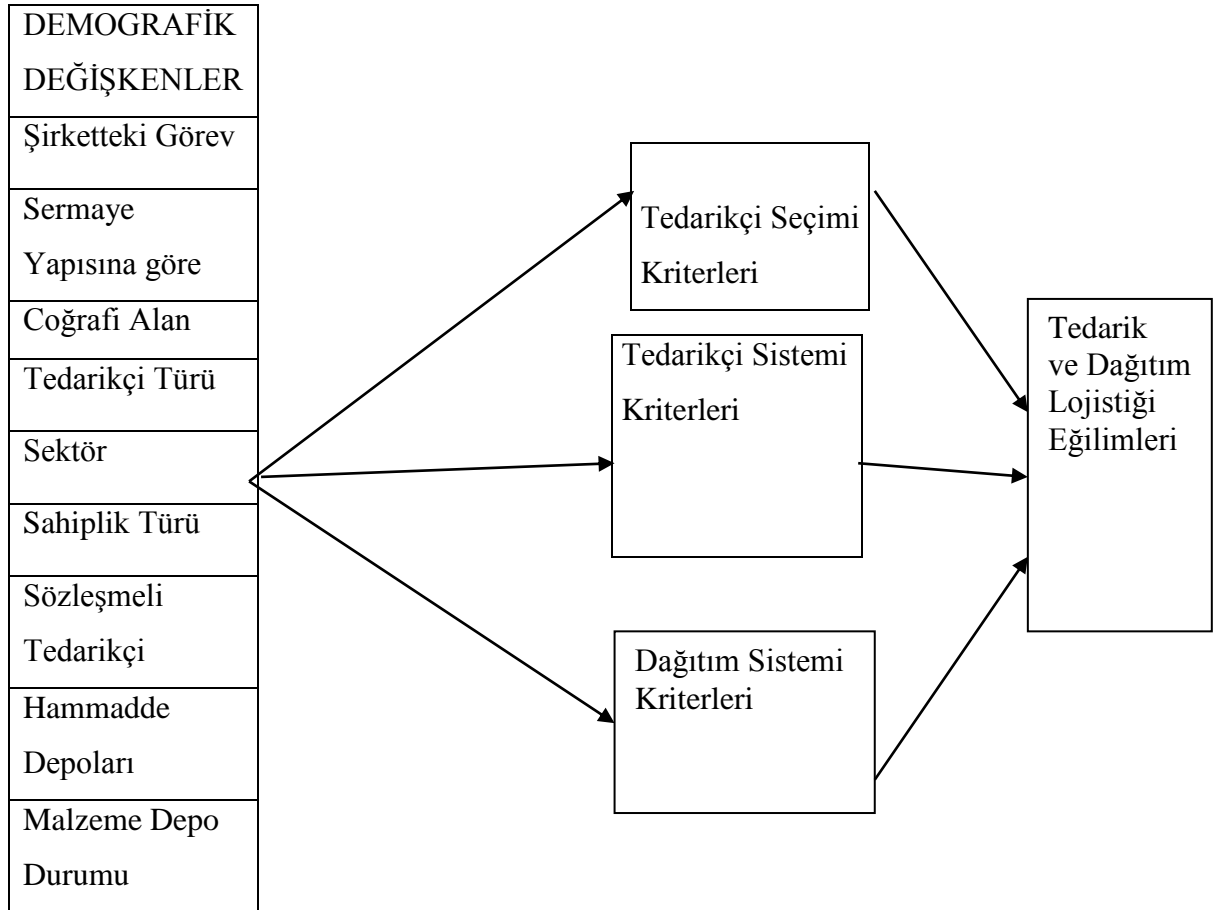 DEMOGRAFİK
DEĞİŞKENLER
Şirketteki Görev
Sermaye
Yapısına göre
Coğrafi Alan
Tedarikçi Türü
Sektör
Sahiplik Türü
Sözleşmeli
Tedarikçi
Hammadde
Depoları
Malzeme Depo
Durumu
Tedarikçi Seçimi
Kriterleri
Tedarikçi Sistemi
Kriterleri
Dağıtım Sistemi
Kriterleri
Tedarik
ve Dağıtım
Lojistiği
Eğilimleri